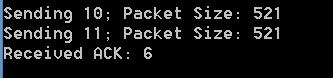 Sending 10; Packet Size: 521
Sending 11; Packet Size: 521
Received ACK: 6